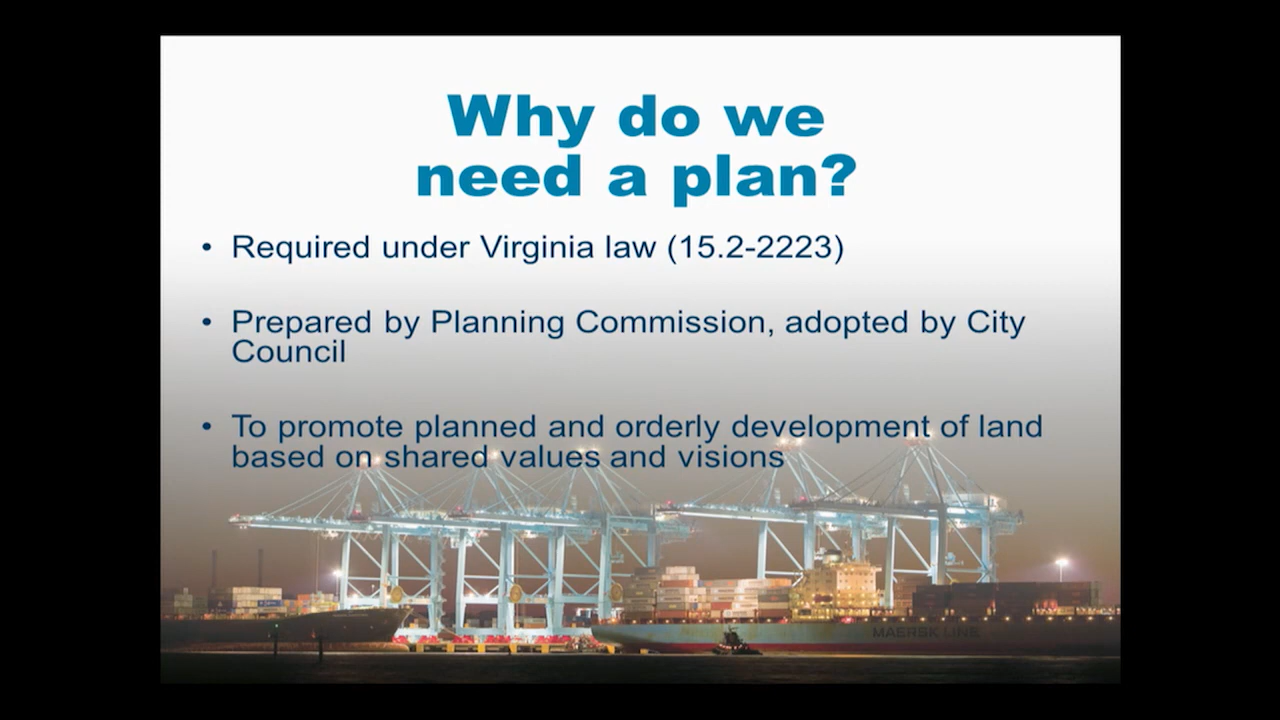 Why do we
need a plan?
• Required under Virginia law (15.2-2223)
• Prepared by Planning Commission, adopted by City
Council
• To promote planned and orderly development of land
based on shared values and visions
MAERSK LINE